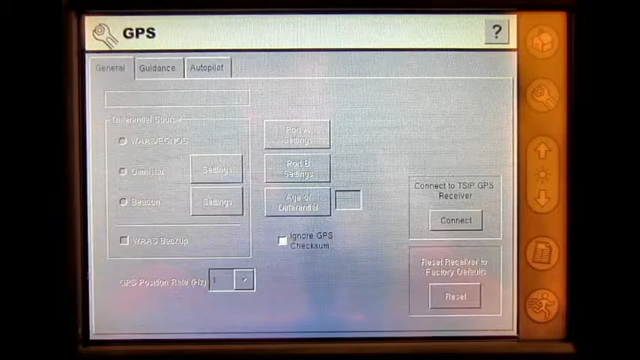 GPS
?
General Guidance Autopilot
Differential Source
WAAS/EGNOS
OmniStar
Settings
Beacon
Settings
WAAS Backup
GPS Position Rate (Hz)
1
Port A
Settings
Port B
Settings
Age of
Differential
Ignore GPS
Checksum
Connect to TSIP GPS
Receiver
Connect
Reset Receiver to
Factory Defaults
Reset